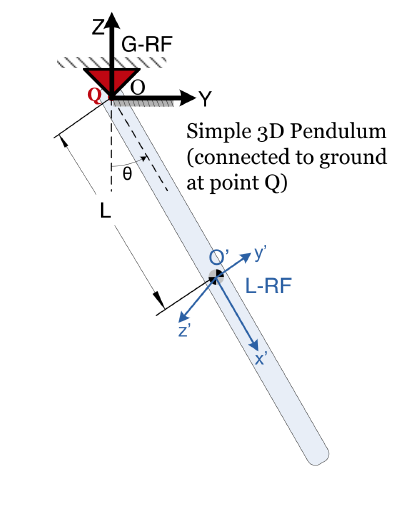 Z
G-RF
Q
O
Y
Simple 3D Pendulum
(connected to ground
at point Q)
θ
L
O'
y'
L-RF
z'
x'